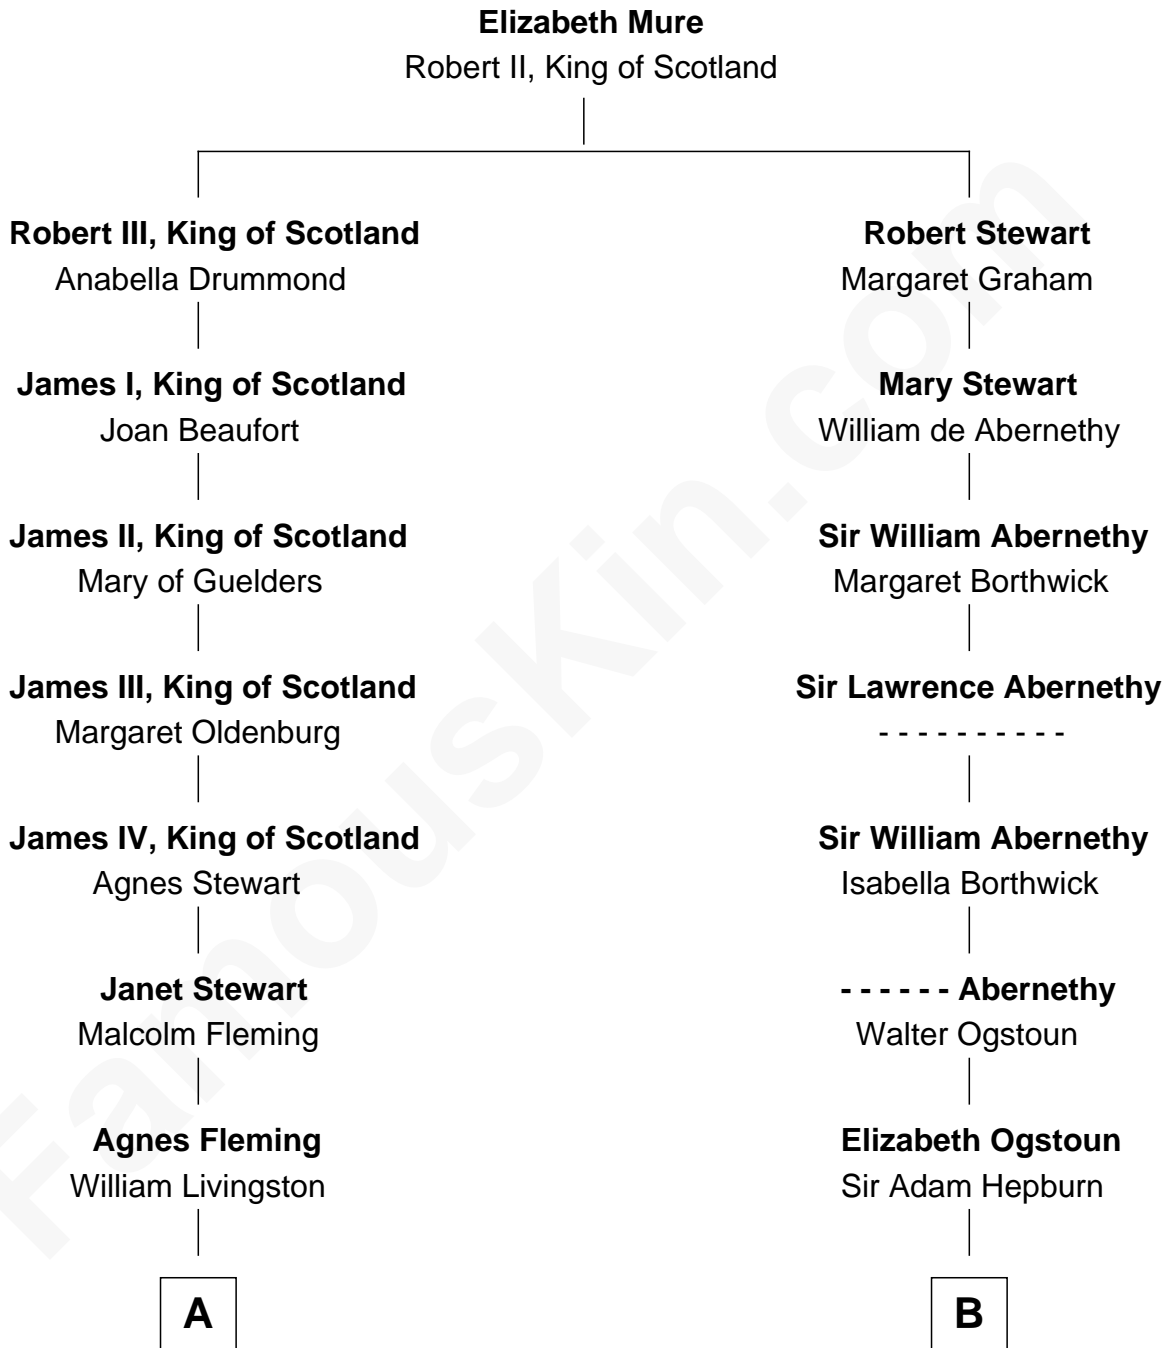 Elizabeth Mure
Robert II, King of Scotland
Robert III, King of Scotland
Anabella Drummond
James I, King of Scotland
Joan Beaufort
James II, King of Scotland
Mary of Guelders
James III, King of Scotland
Margaret Oldenburg
James IV, King of Scotland
Agnes Stewart
Janet Stewart
Malcolm Fleming
Agnes Fleming
William Livingston
A
Robert Stewart
Margaret Graham
Mary Stewart
William de Abernethy
Sir William Abernethy
Margaret Borthwick
Sir Lawrence Abernethy
- - - - - - - - - -
Sir William Abernethy
Isabella Borthwick
- - - - - - Abernethy
Walter Ogstoun
Elizabeth Ogstoun
Sir Adam Hepburn
B
FamousKin.com